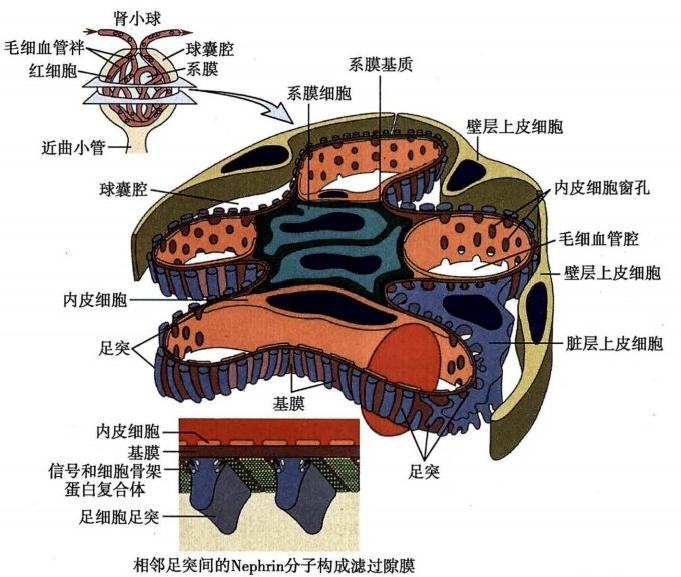 肾小球
毛细血管袢
球囊腔
红细胞
系膜
近曲小管
系膜基质
系膜细胞
壁层上皮细胞
球囊腔
内皮细胞窗孔
毛细血管腔
壁层上皮细胞
内皮细胞
足突
脏层上皮细胞
基膜
足突
内皮细胞
基膜
信号和细胞骨架
蛋白复合体
足细胞足突
相邻足突间的Nephrin分子构成滤过隙膜